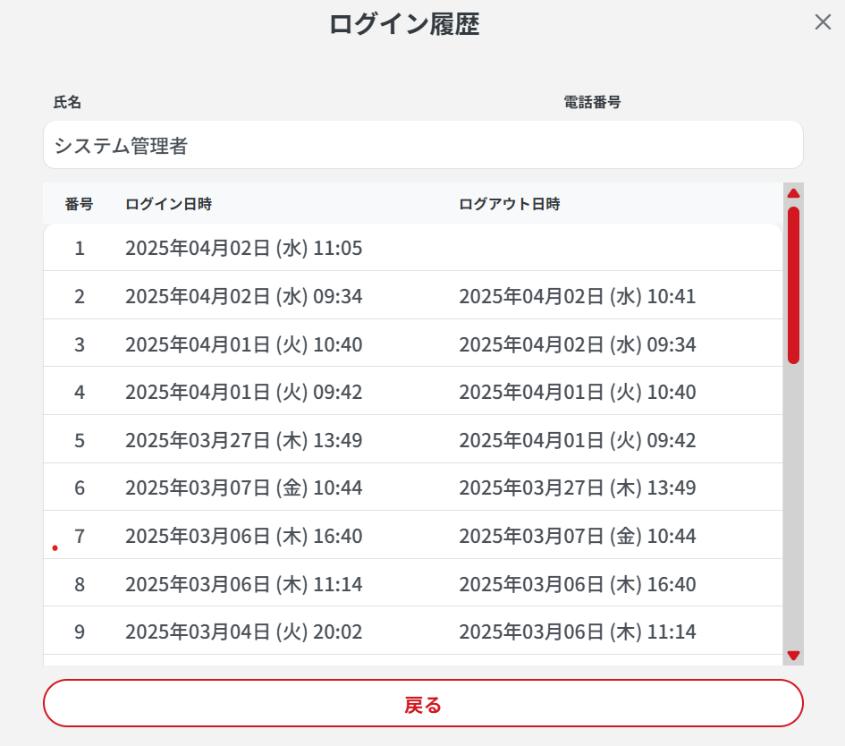 ログイン履歴
氏名 電話番号
システム管理者
番号 ログイン日時 ログアウト日時
1 2025年04月02日 (水) 11:05
2 2025年04月02日 (水) 09:34 2025年04月02日 (水) 10:41
3 2025年04月01日 (火) 10:40 2025年04月02日 (水) 09:34
4 2025年04月01日 (火) 09:42 2025年04月01日 (火) 10:40
5 2025年03月27日 (木) 13:49 2025年04月01日 (火) 09:42
6 2025年03月07日 (金) 10:44 2025年03月27日 (木) 13:49
7 2025年03月06日 (木) 16:40 2025年03月07日 (金) 10:44
8 2025年03月06日 (木) 11:14 2025年03月06日 (木) 16:40
9 2025年03月04日 (火) 20:02 2025年03月06日 (木) 11:14
戻る